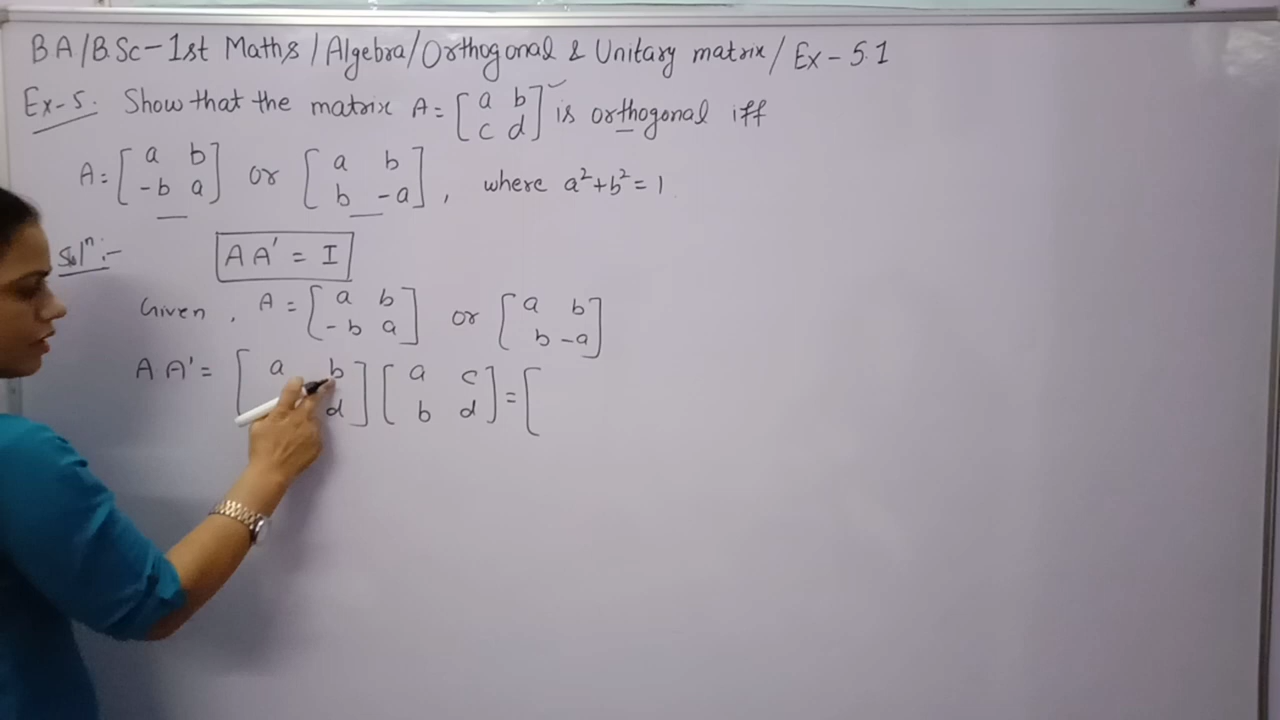 BA/B.Sc-1st Maths/Algebra/Orthogonal & Unitary matrix/Ex-5.1
Ex-5. Show that the matrix A = [a b; c d] is orthogonal iff
A = [a b; -b a] or [a b; b -a], where a²+b²=1
Solⁿ:- AA' = I
Given, A = [a b; -b a] or [a b; b -a]
AA' = [a b; d] [a c; b d] = [